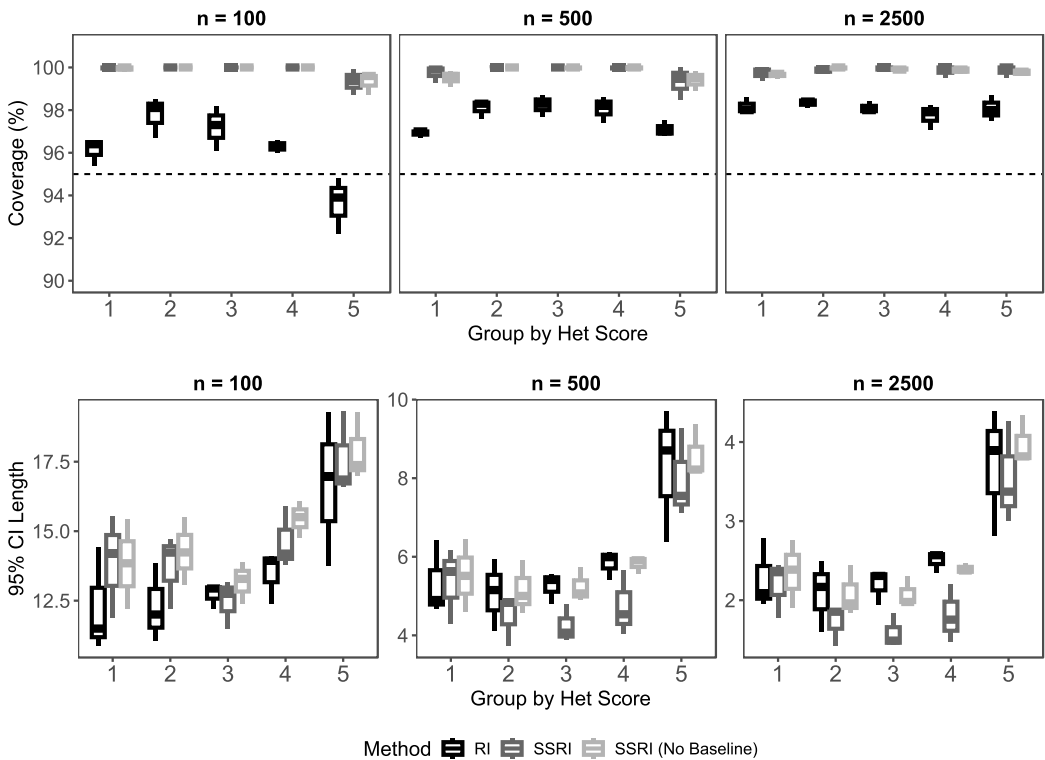 n = 100
n = 500
n = 2500
Coverage (%)
100
98
96
94
92
90
1 2 3 4 5
1 2 3 4 5
1 2 3 4 5
Group by Het Score
n = 100
n = 500
n = 2500
95% CI Length
17.5
15.0
12.5
10
8
6
4
4
3
2
1 2 3 4 5
1 2 3 4 5
1 2 3 4 5
Group by Het Score
Method RI SSRI SSRI (No Baseline)